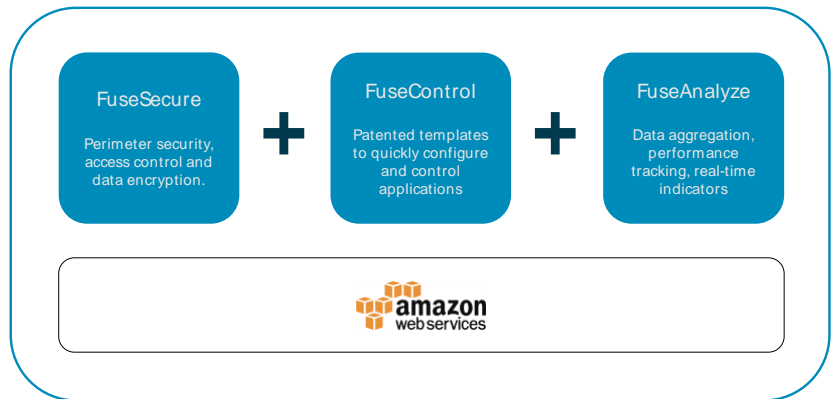 FuseSecure
Perimeter security,
access control and
data encryption.
+
FuseControl
Patented templates
to quickly configure
and control
applications
+
FuseAnalyze
Data aggregation,
performance
tracking, real-time
indicators
amazon
webservices